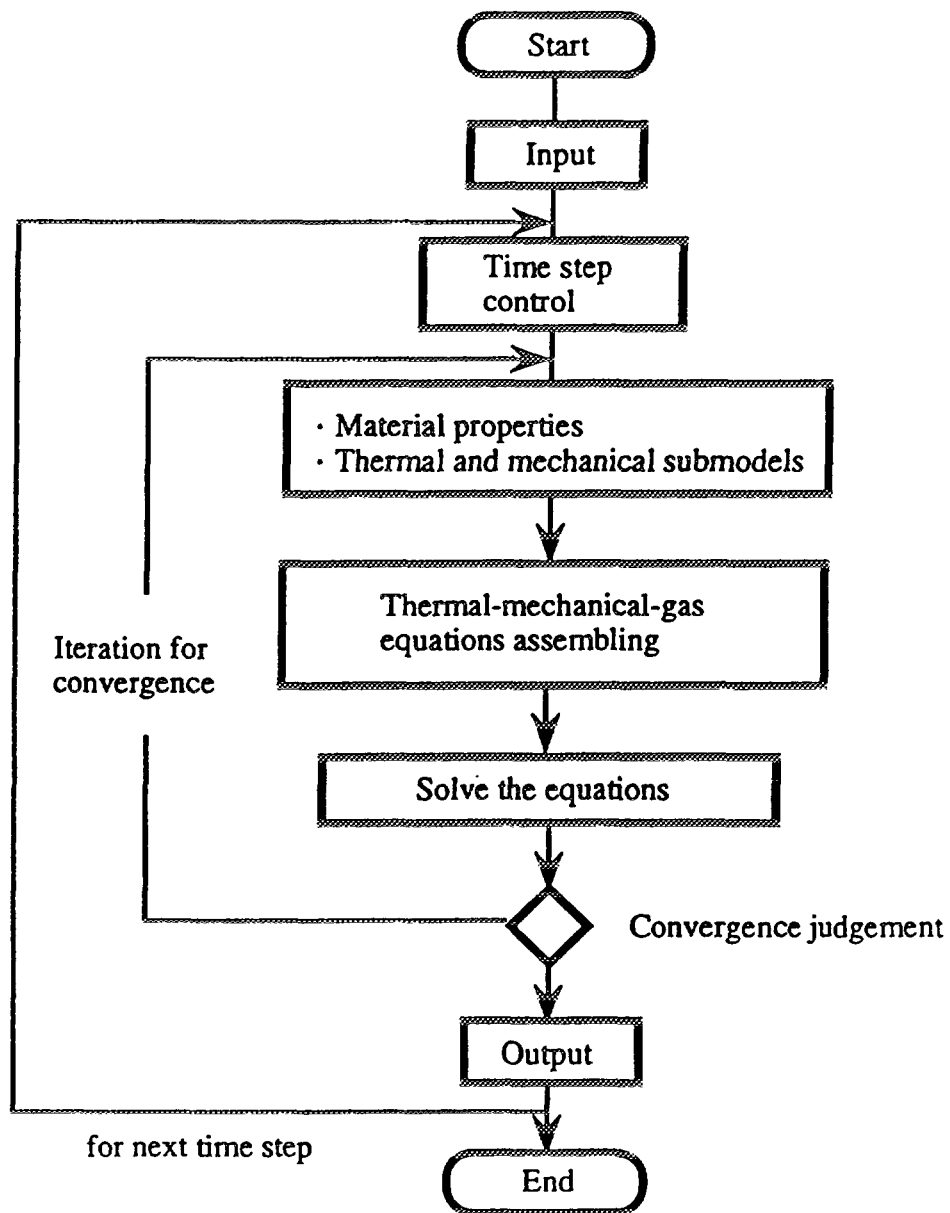 Start
Input
Time step
control
· Material properties
· Thermal and mechanical submodels
Thermal-mechanical-gas
equations assembling
Iteration for
convergence
Solve the equations
Convergence judgement
Output
for next time step
End